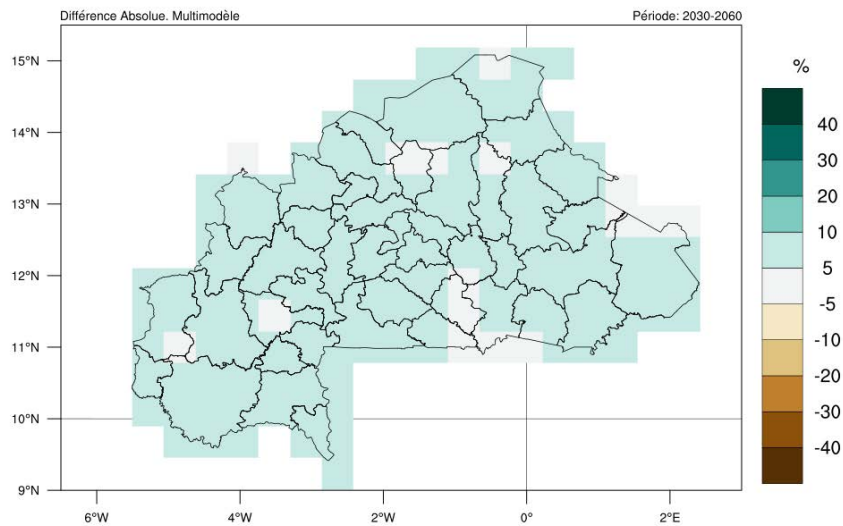 Différence Absolue. Multimodèle
Période: 2030-2060
%
15°N
14°N
13°N
12°N
11°N
10°N
9°N
6°W
4°W
2°W
0°
2°E
40
30
20
10
5
-5
-10
-20
-30
-40